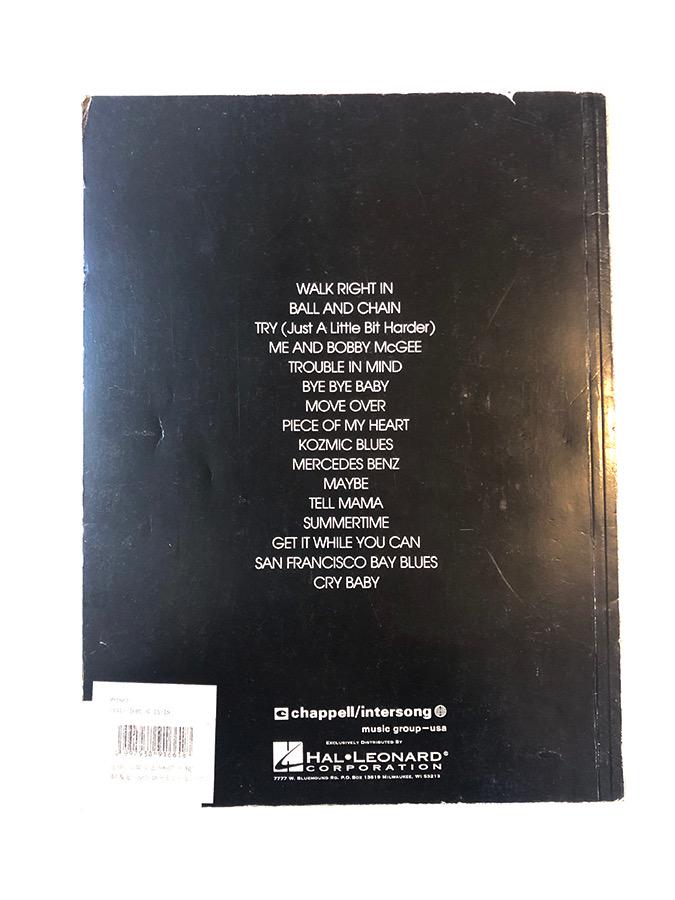 WALK RIGHT IN
BALL AND CHAIN
TRY (Just A Little Bit Harder)
ME AND BOBBY McGEE
TROUBLE IN MIND
BYE BYE BABY
MOVE OVER
PIECE OF MY HEART
KOZMIC BLUES
MERCEDES BENZ
MAYBE
TELL MAMA
SUMMERTIME
GET IT WHILE YOU CAN
SAN FRANCISCO BAY BLUES
CRY BABY
chappell/intersong
music group—usa
EXCLUSIVELY DISTRIBUTED BY
HAL•LEONARD®
CORPORATION
7777 W. BLUEMOUND RD. P.O. BOX 13819 MILWAUKEE, WI 53213